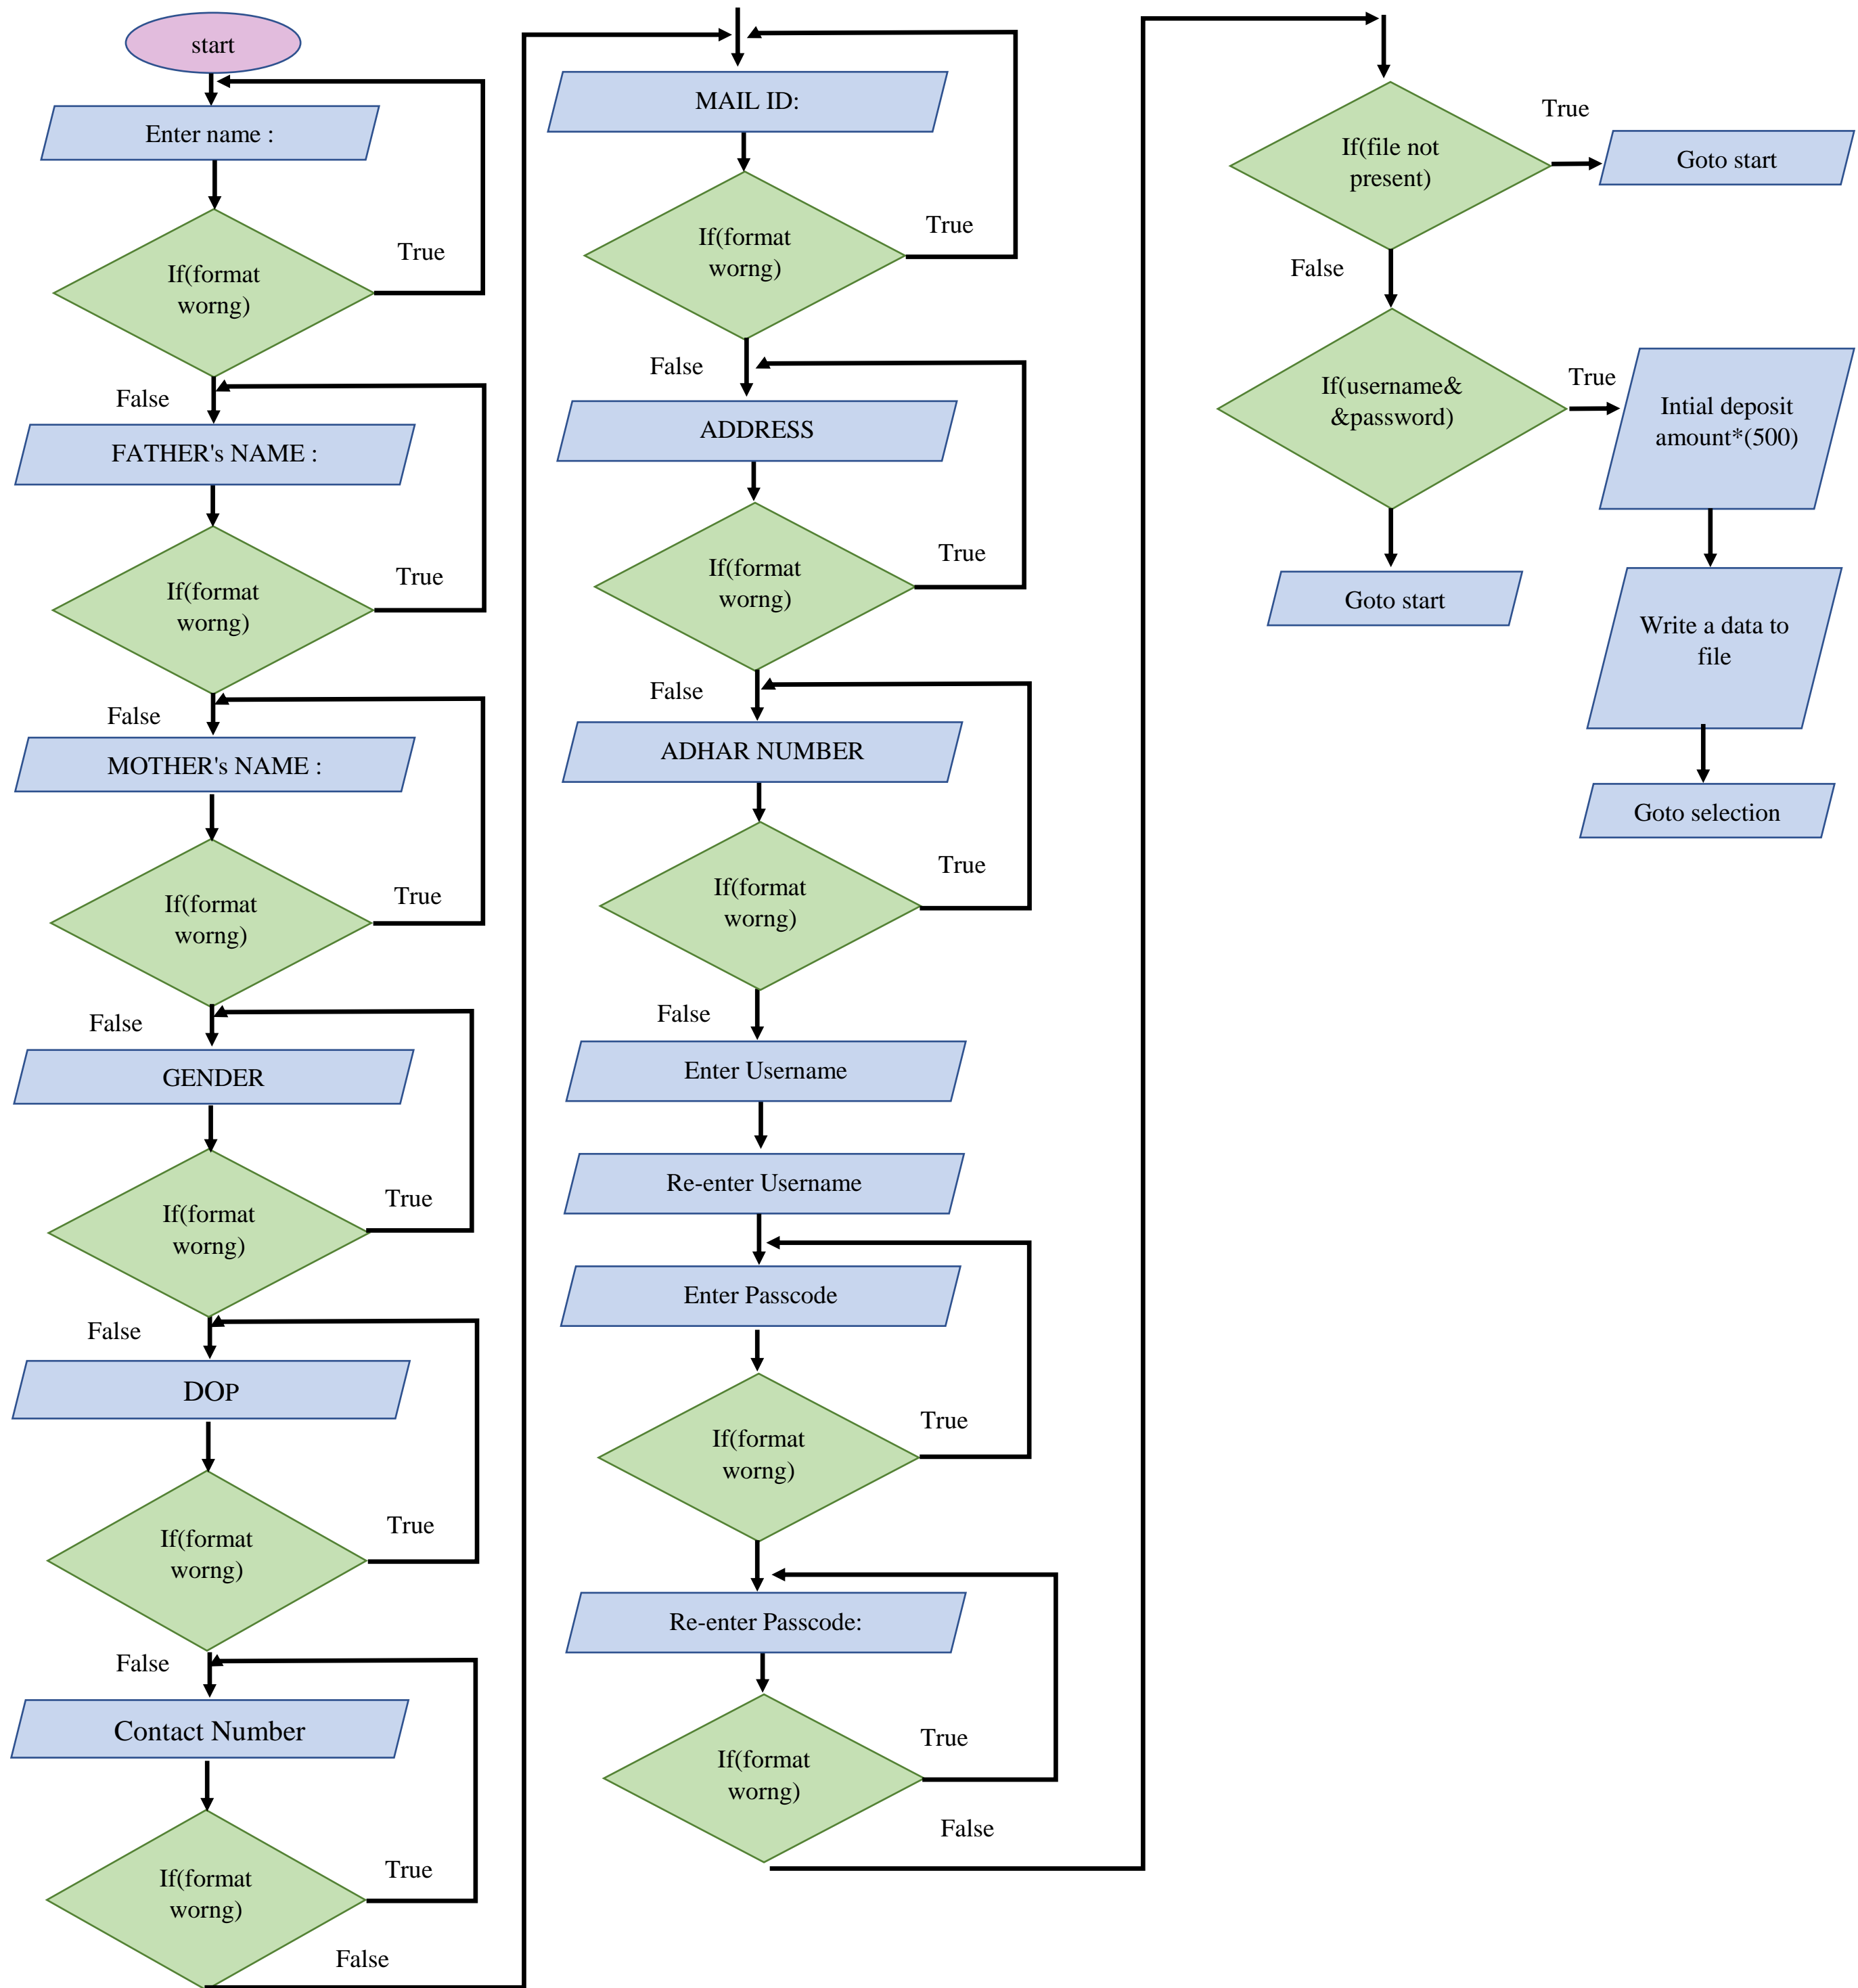 start
Enter name :
If(format
worng)
True
False
FATHER's NAME :
If(format
worng)
True
False
MOTHER's NAME :
If(format
worng)
True
False
GENDER
If(format
worng)
True
False
DOP
If(format
worng)
True
False
Contact Number
If(format
worng)
True
False
MAIL ID:
If(format
worng)
True
False
ADDRESS
If(format
worng)
True
False
ADHAR NUMBER
If(format
worng)
True
False
Enter Username
Re-enter Username
Enter Passcode
If(format
worng)
True
Re-enter Passcode:
If(format
worng)
True
False
If(file not
present)
True
Goto start
False
If(username&
&password)
True
Intial deposit
amount*(500)
Goto start
Write a data to
file
Goto selection